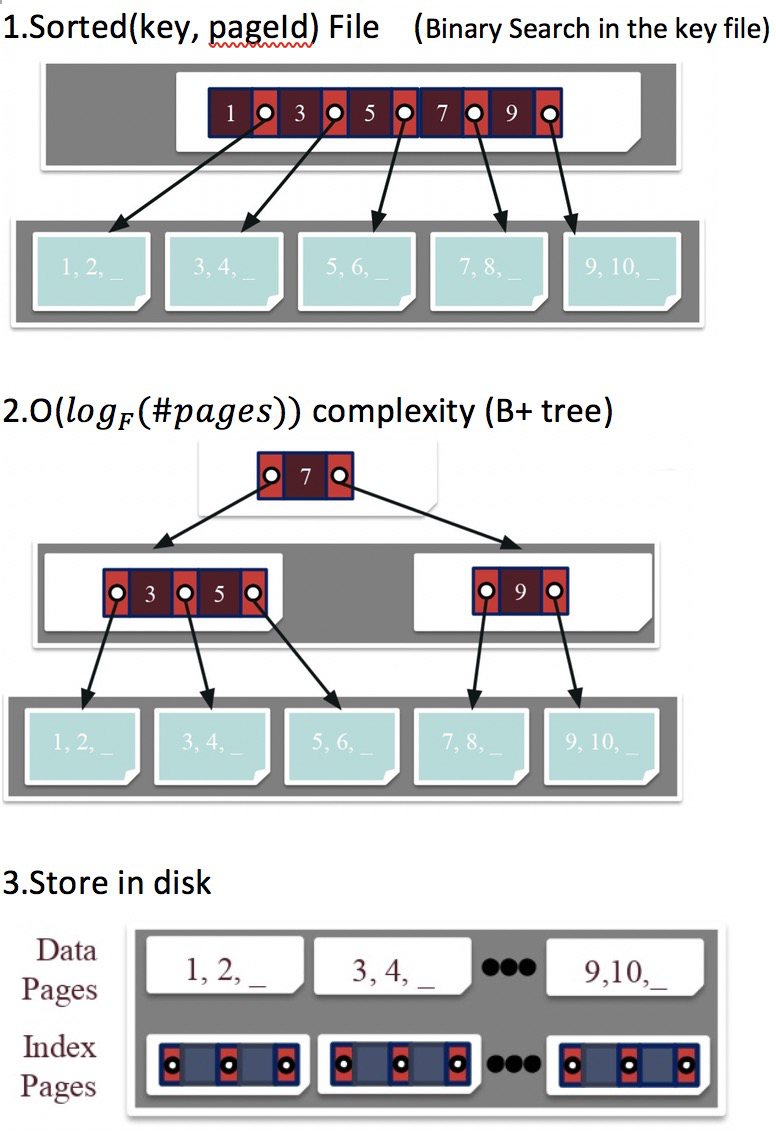 1.Sorted(key, pageId) File (Binary Search in the key file)
1 3 5 7 9
1, 2, _ 3, 4, _ 5, 6, _ 7, 8, _ 9, 10, _
2.O(log_F(#pages)) complexity (B+ tree)
7
3 5 9
1, 2, _ 3, 4, _ 5, 6, _ 7, 8, _ 9, 10, _
3.Store in disk
Data
Pages
1, 2, _ 3, 4, _ ●●● 9,10,_
Index
Pages
●●●